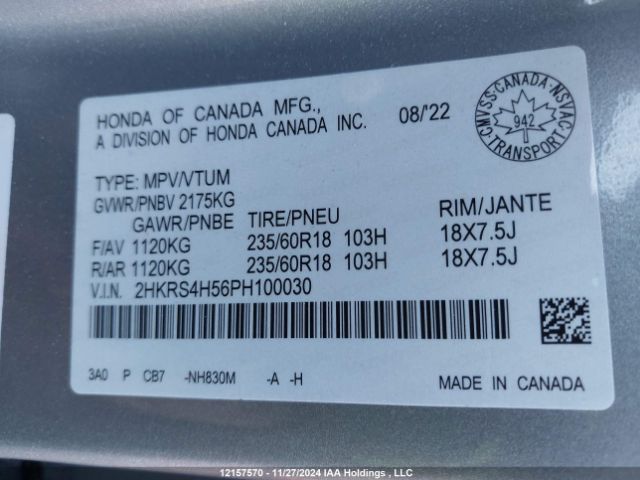 HONDA OF CANADA MFG.,
A DIVISION OF HONDA CANADA INC. 08/'22
CMVSS·CANADA·NSVAC·TRANSPORT
942
TYPE: MPV/VTUM
GVWR/PNBV 2175KG
GAWR/PNBE TIRE/PNEU RIM/JANTE
F/AV 1120KG 235/60R18 103H 18X7.5J
R/AR 1120KG 235/60R18 103H 18X7.5J
V.I.N. 2HKRS4H56PH100030
3A0 P CB7 -NH830M -A -H MADE IN CANADA
12157570 - 11/27/2024 IAA Holdings , LLC